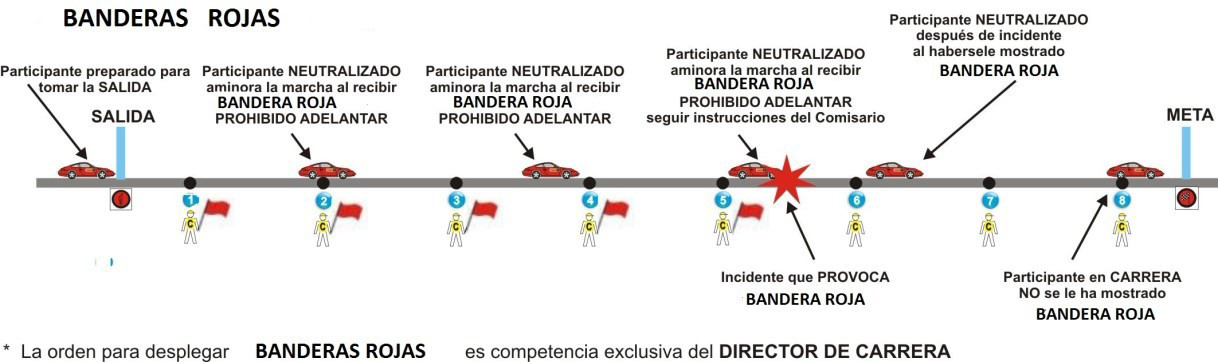 BANDERAS ROJAS
Participante preparado para
tomar la SALIDA
SALIDA
Participante NEUTRALIZADO
aminora la marcha al recibir
BANDERA ROJA
PROHIBIDO ADELANTAR
Participante NEUTRALIZADO
aminora la marcha al recibir
BANDERA ROJA
PROHIBIDO ADELANTAR
Participante NEUTRALIZADO
aminora la marcha al recibir
BANDERA ROJA
PROHIBIDO ADELANTAR
seguir instrucciones del Comisario
Participante NEUTRALIZADO
después de incidente
al habersele mostrado
BANDERA ROJA
META
1 2 3 4 5 6 7 8
C C C C C C C C
Incidente que PROVOCA
BANDERA ROJA
Participante en CARRERA
NO se le ha mostrado
BANDERA ROJA
* La orden para desplegar BANDERAS ROJAS es competencia exclusiva del DIRECTOR DE CARRERA